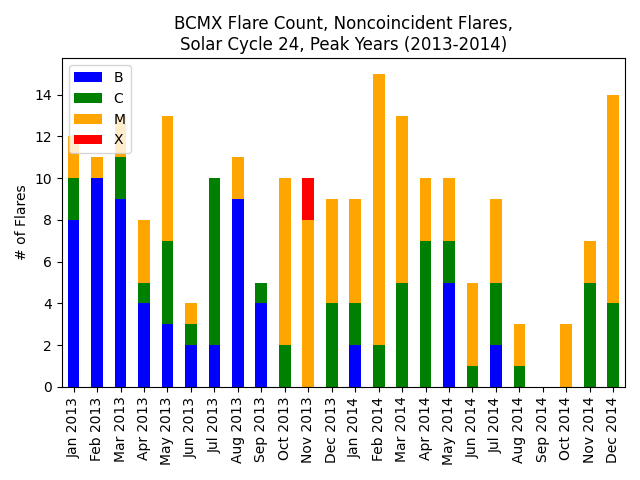 BCMX Flare Count, Noncoincident Flares,
Solar Cycle 24, Peak Years (2013-2014)
B
C
M
X
# of Flares
14
12
10
8
6
4
2
0
Jan 2013
Feb 2013
Mar 2013
Apr 2013
May 2013
Jun 2013
Jul 2013
Aug 2013
Sep 2013
Oct 2013
Nov 2013
Dec 2013
Jan 2014
Feb 2014
Mar 2014
Apr 2014
May 2014
Jun 2014
Jul 2014
Aug 2014
Sep 2014
Oct 2014
Nov 2014
Dec 2014